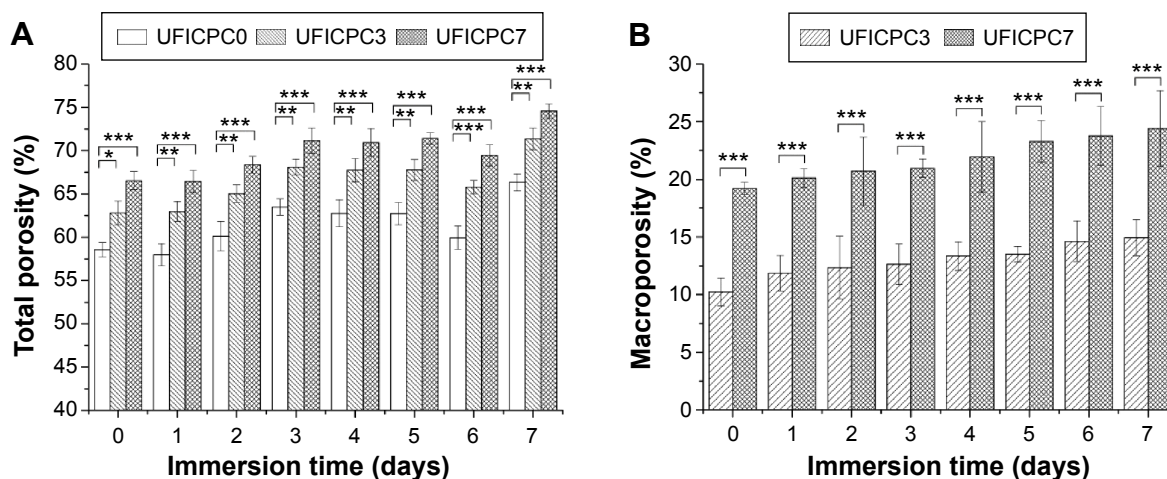 A
UFICPC0 UFICPC3 UFICPC7
Total porosity (%)
80
75
70
65
60
55
50
45
40
*** * *** ** *** ** *** ** *** ** *** ** *** *** *** **
0 1 2 3 4 5 6 7
Immersion time (days)
B
UFICPC3 UFICPC7
Macroporosity (%)
30
25
20
15
10
5
0
*** *** *** *** *** *** *** ***
0 1 2 3 4 5 6 7
Immersion time (days)